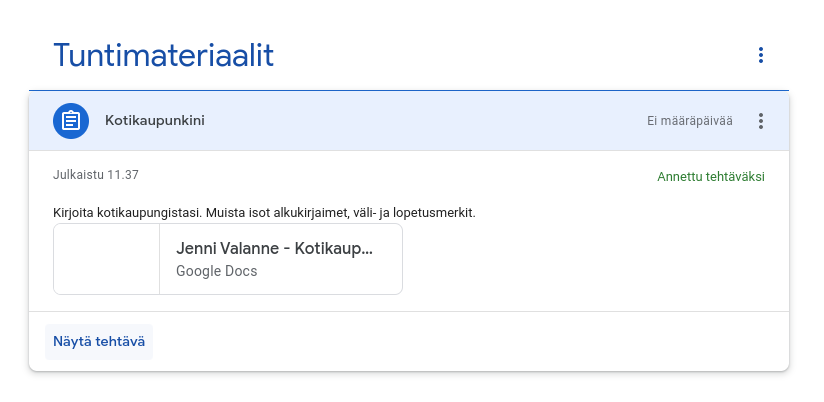 Tuntimateriaalit
Kotikaupunkini
Ei määräpäivää
Julkaistu 11.37
Annettu tehtäväksi
Kirjoita kotikaupungistasi. Muista isot alkukirjaimet, väli- ja lopetusmerkit.
Jenni Valanne - Kotikaup...
Google Docs
Näytä tehtävä